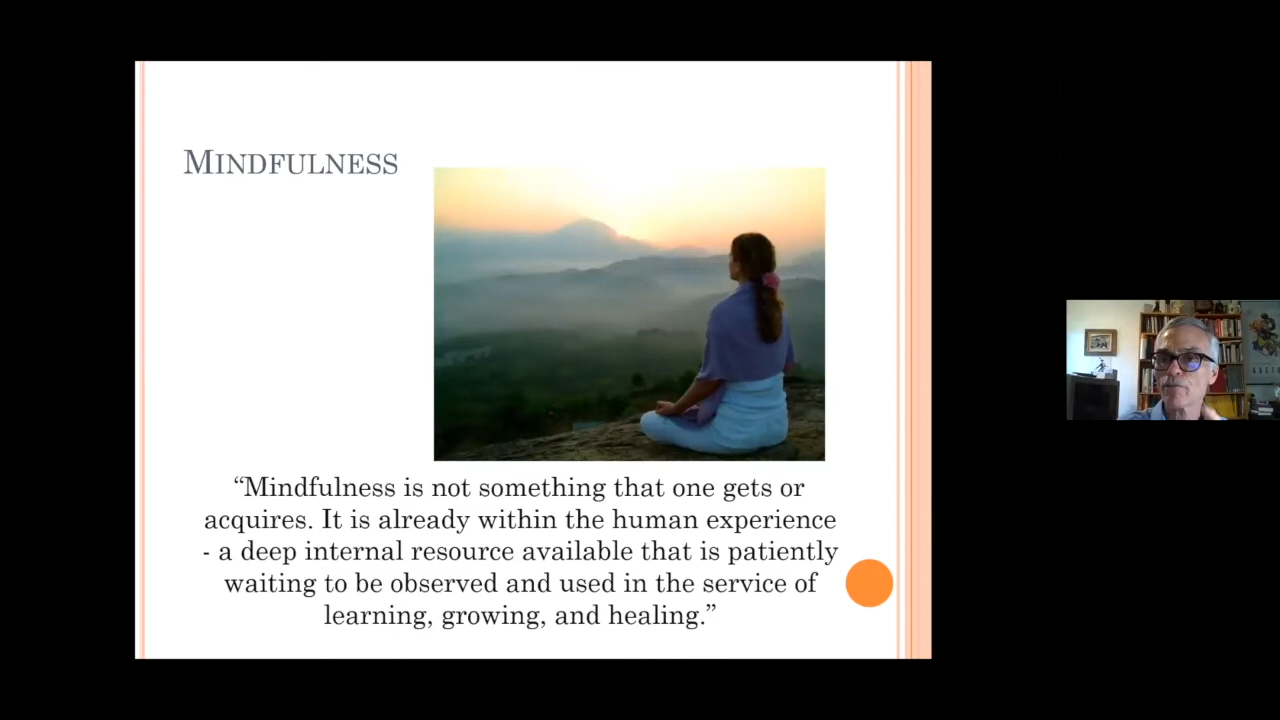 MINDFULNESS
“Mindfulness is not something that one gets or
acquires. It is already within the human experience
- a deep internal resource available that is patiently
waiting to be observed and used in the service of
learning, growing, and healing.”